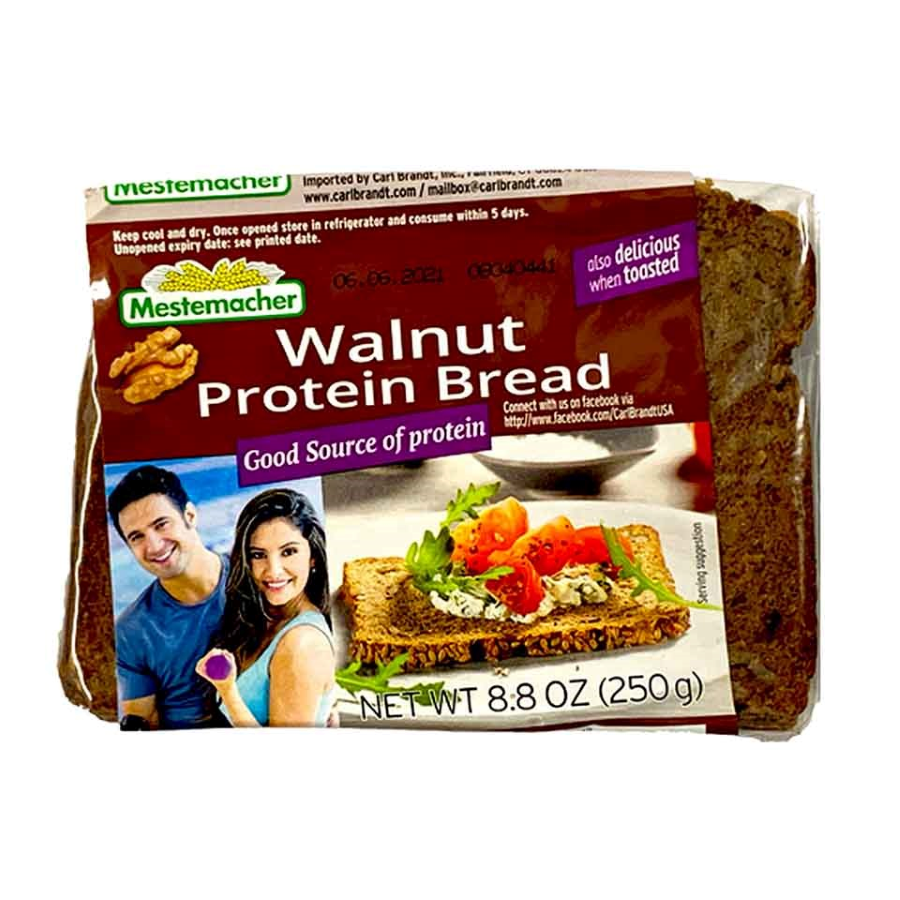 Mestemacher
Imported by Carl Brandt, Inc., Fairfield, CT
www.carlbrandt.com / mailbox@carlbrandt.com
Keep cool and dry. Once opened store in refrigerator and consume within 5 days.
Unopened expiry date: see printed date.
06.06.2021 08040441
also delicious
when toasted
Mestemacher
Walnut
Protein Bread
Connect with us on facebook via
http://www.facebook.com/CarlBrandtUSA
Good Source of protein
Serving suggestion
NET WT 8.8 OZ (250 g)